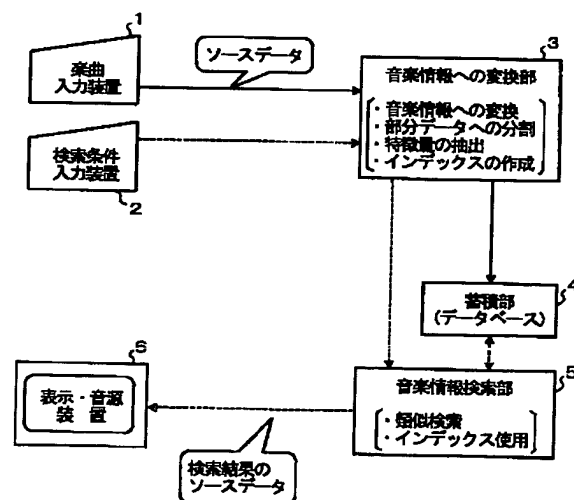 1
楽曲
入力装置
ソースデータ
3
音楽情報への変換部
・音楽情報への変換
・部分データへの分割
・特徴量の抽出
・インデックスの作成
検索条件
入力装置
2
4
蓄積部
(データベース)
6
表示・音源
装置
5
音楽情報検索部
・類似検索
・インデックス使用
検索結果の
ソースデータ